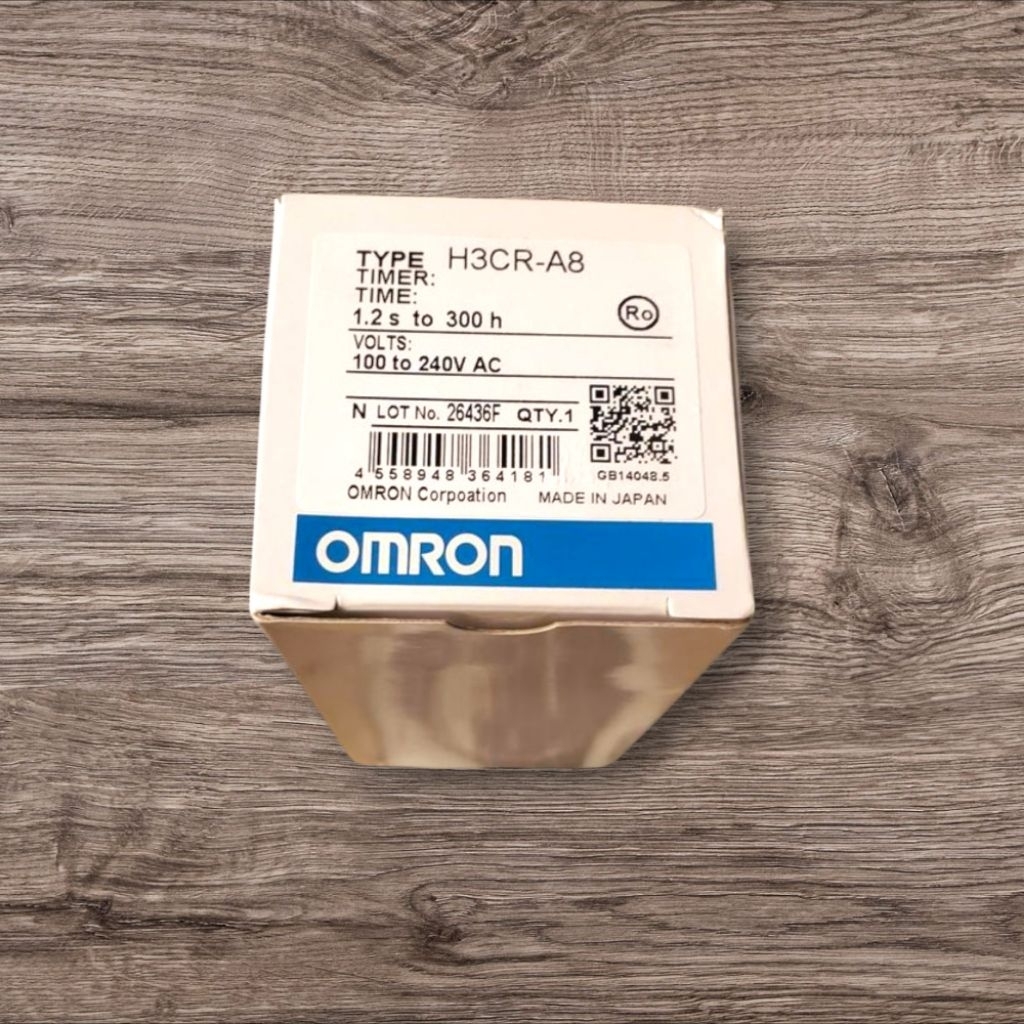 TYPE H3CR-A8
TIMER:
TIME:
1.2 s to 300 h
Ro
VOLTS:
100 to 240V AC
N LOT No. 26436F QTY.1
4 558948 364181
GB14048.5
OMRON Corpoation MADE IN JAPAN
OMRON